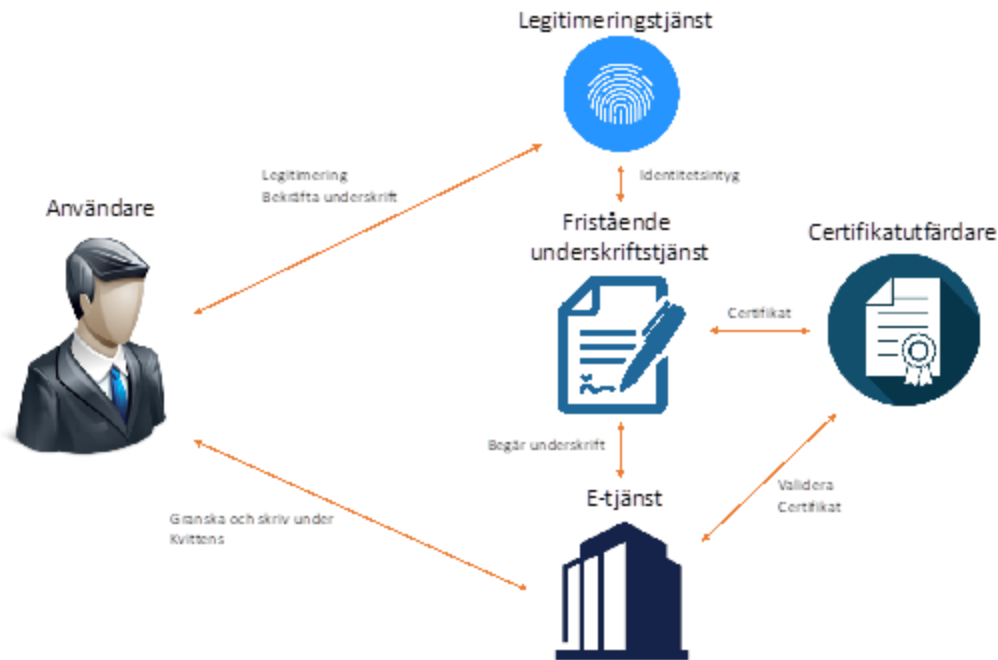 Legitimeringstjänst
Legitimering
Bekräfta underskrift
Identitetsintyg
Användare
Fristående
underskriftstjänst
Certifikatutfärdare
Certifikat
Begär underskrift
E-tjänst
Validera
Certifikat
Granska och skriv under
Kvittens